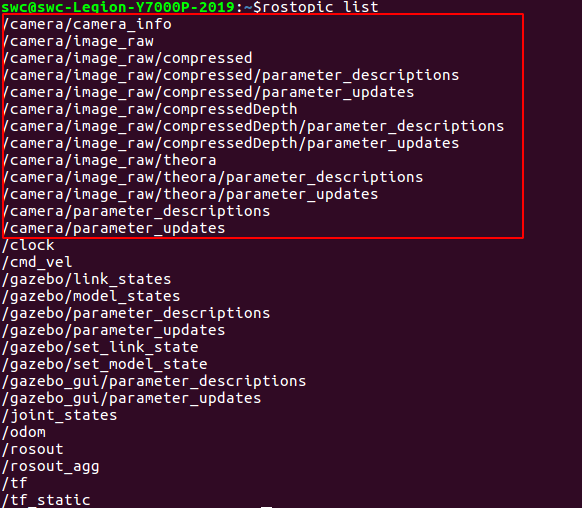 swc@swc-Legion-Y7000P-2019:~$rostopic list
/camera/camera_info
/camera/image_raw
/camera/image_raw/compressed
/camera/image_raw/compressed/parameter_descriptions
/camera/image_raw/compressed/parameter_updates
/camera/image_raw/compressedDepth
/camera/image_raw/compressedDepth/parameter_descriptions
/camera/image_raw/compressedDepth/parameter_updates
/camera/image_raw/theora
/camera/image_raw/theora/parameter_descriptions
/camera/image_raw/theora/parameter_updates
/camera/parameter_descriptions
/camera/parameter_updates
/clock
/cmd_vel
/gazebo/link_states
/gazebo/model_states
/gazebo/parameter_descriptions
/gazebo/parameter_updates
/gazebo/set_link_state
/gazebo/set_model_state
/gazebo_gui/parameter_descriptions
/gazebo_gui/parameter_updates
/joint_states
/odom
/rosout
/rosout_agg
/tf
/tf_static